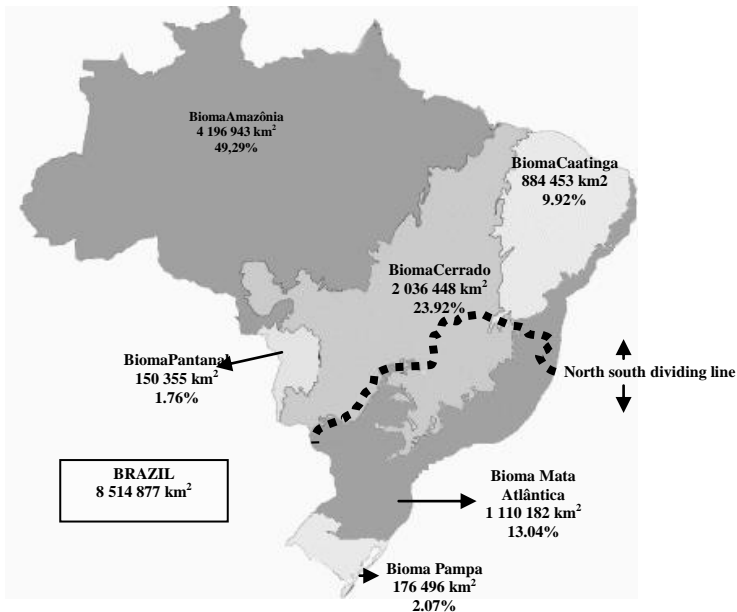 BiomaAmazônia
4 196 943 km²
49,29%
BiomaCaatinga
884 453 km2
9.92%
BiomaCerrado
2 036 448 km²
23.92%
BiomaPantanal
150 355 km²
1.76%
North south dividing line
BRAZIL
8 514 877 km²
Bioma Mata
Atlântica
1 110 182 km²
13.04%
Bioma Pampa
176 496 km²
2.07%